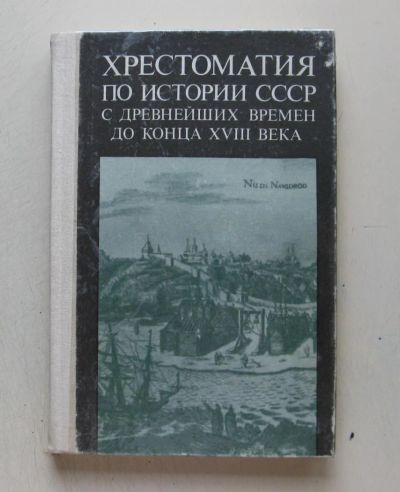 ХРЕСТОМАТИЯ
ПО ИСТОРИИ СССР
С ДРЕВНЕЙШИХ ВРЕМЕН
ДО КОНЦА XVIII ВЕКА